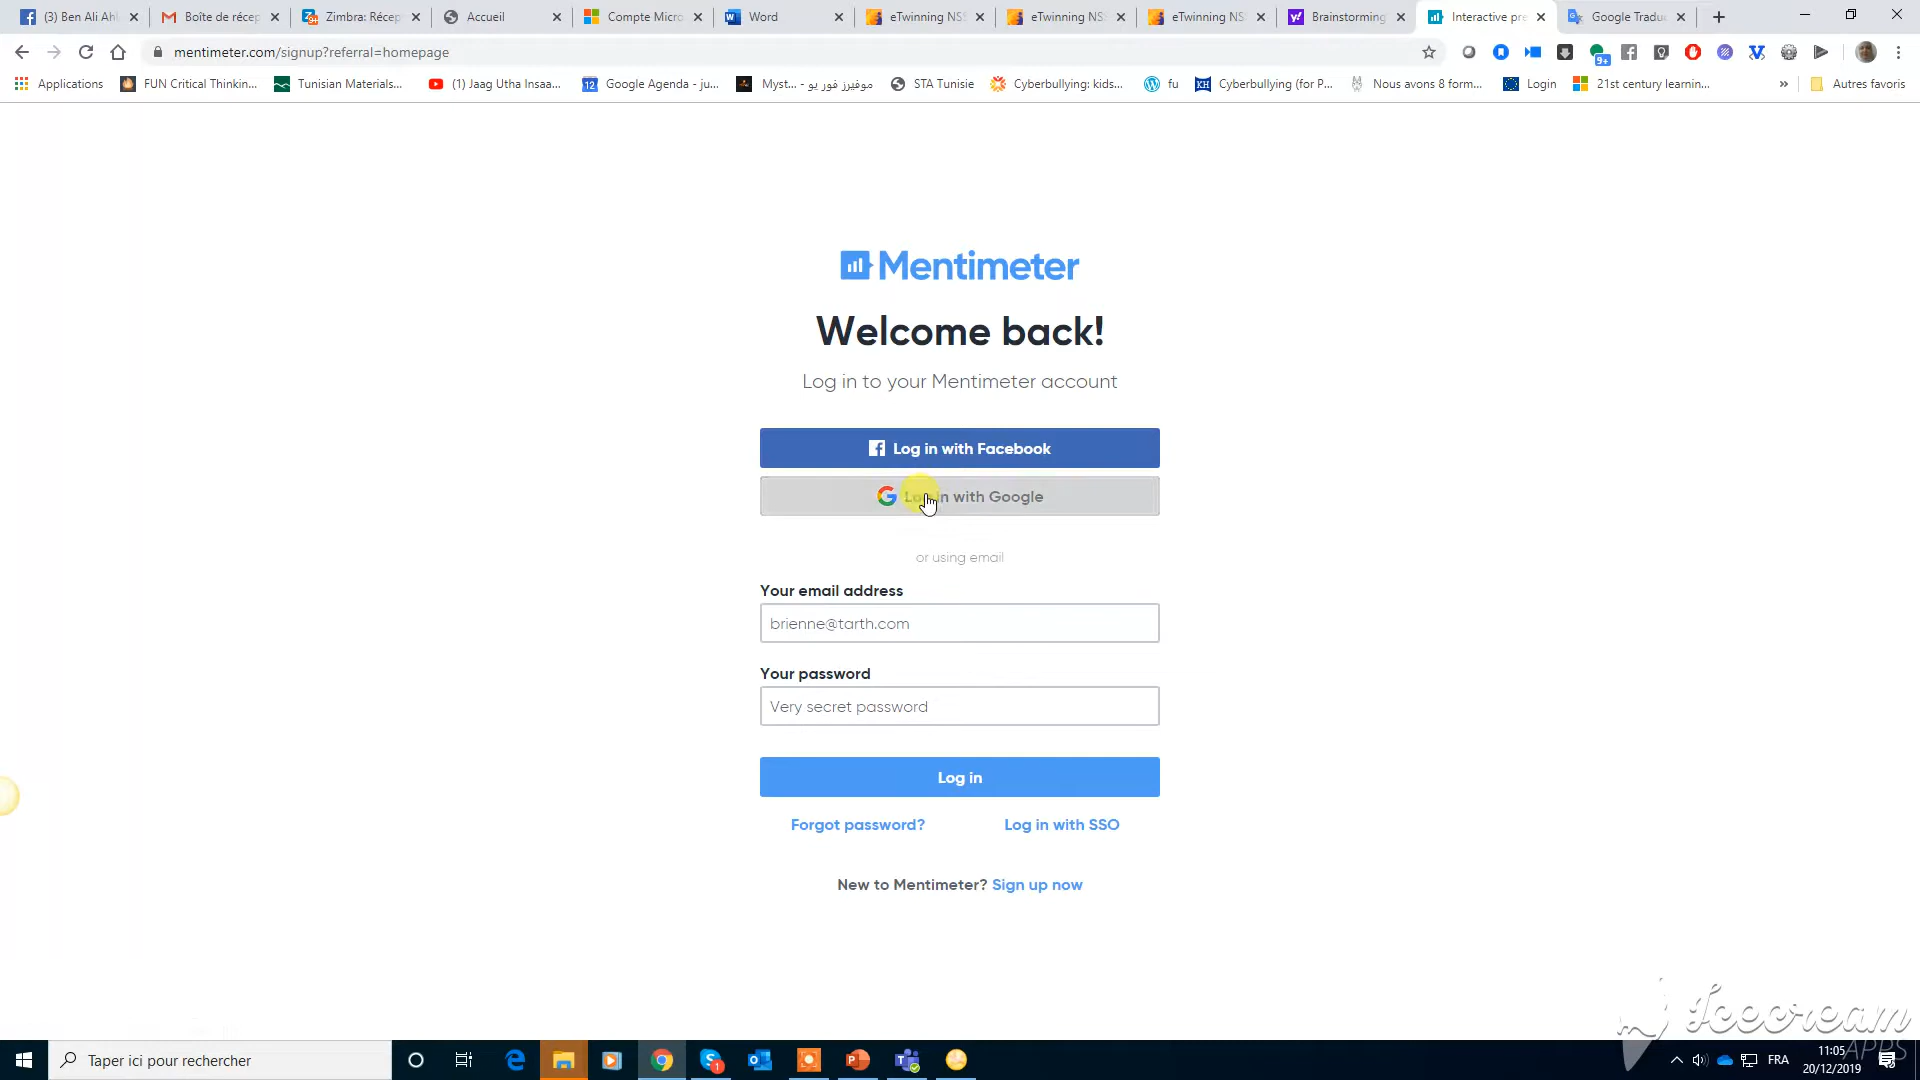 (3) Ben Ali Ahl
Boîte de récep
Zimbra: Récep
Accueil
Compte Micro
Word
eTwinning NS
eTwinning NS
eTwinning NS
Brainstorming
Interactive pre
Google Tradu
mentimeter.com/signup?referral=homepage
9+
Applications
FUN Critical Thinkin...
Tunisian Materials...
(1) Jaag Utha Insaa...
Google Agenda - ju...
Myst... - موفيرز فور يو
STA Tunisie
Cyberbullying: kids...
fu
Cyberbullying (for P...
Nous avons 8 form...
Login
21st century learnin...
»
Autres favoris
Mentimeter
Welcome back!
Log in to your Mentimeter account
Log in with Facebook
Log in with Google
or using email
Your email address
brienne@tarth.com
Your password
Very secret password
Log in
Forgot password?
Log in with SSO
New to Mentimeter? Sign up now
Icecream
APPS
Taper ici pour rechercher
FRA
11:05
20/12/2019